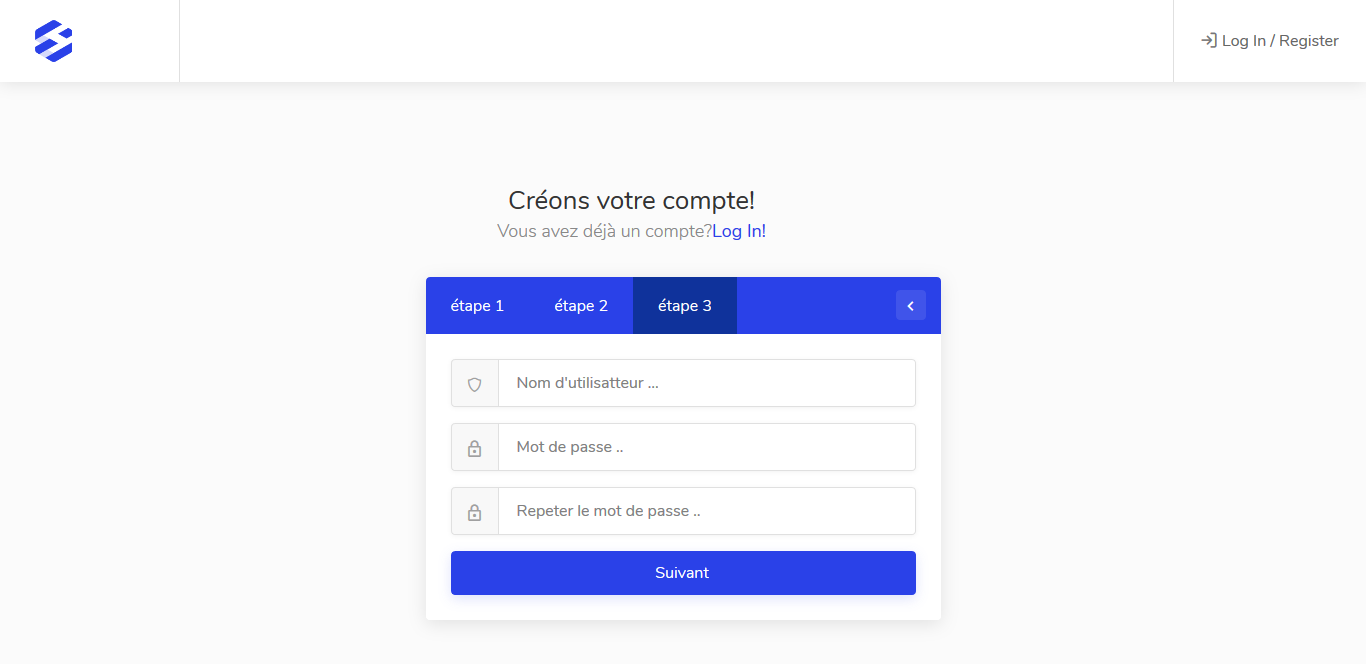 Log In / Register
Créons votre compte!
Vous avez déjà un compte?Log In!
étape 1 étape 2 étape 3
Nom d'utilisatteur ...
Mot de passe ..
Repeter le mot de passe ..
Suivant